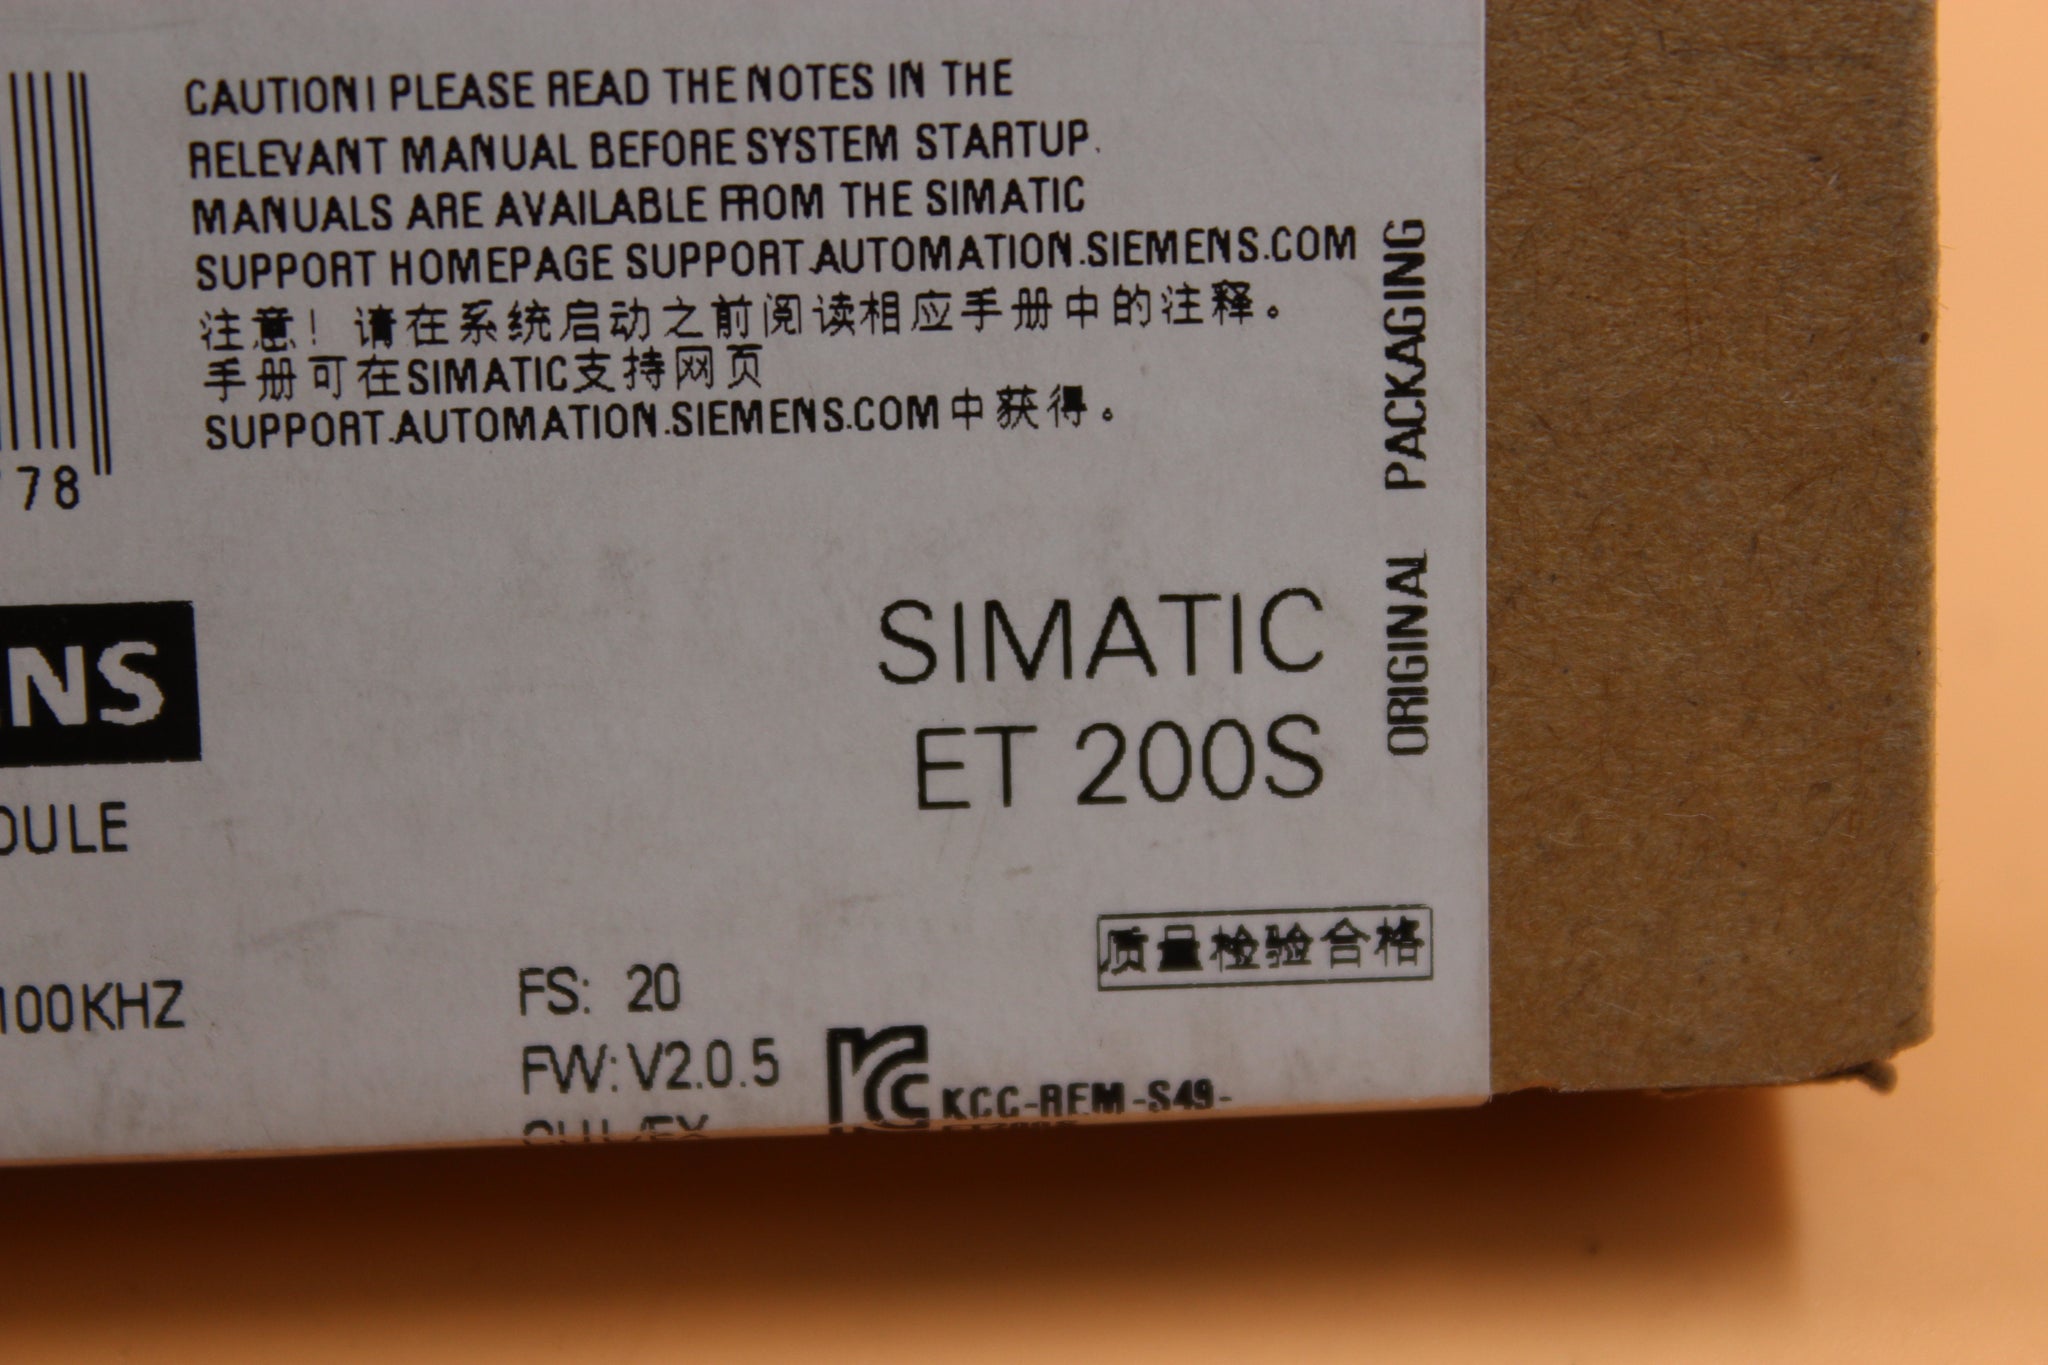 CAUTION! PLEASE READ THE NOTES IN THE
RELEVANT MANUAL BEFORE SYSTEM STARTUP.
MANUALS ARE AVAILABLE FROM THE SIMATIC
SUPPORT HOMEPAGE SUPPORT.AUTOMATION.SIEMENS.COM
注意！请在系统启动之前阅读相应手册中的注释。
手册可在SIMATIC支持网页
SUPPORT.AUTOMATION.SIEMENS.COM中获得。
78
ORIGINAL PACKAGING
ENS
SIMATIC
ET 200S
DULE
质量检验合格
100KHZ
FS: 20
FW: V2.0.5
KCC-REM-S49-